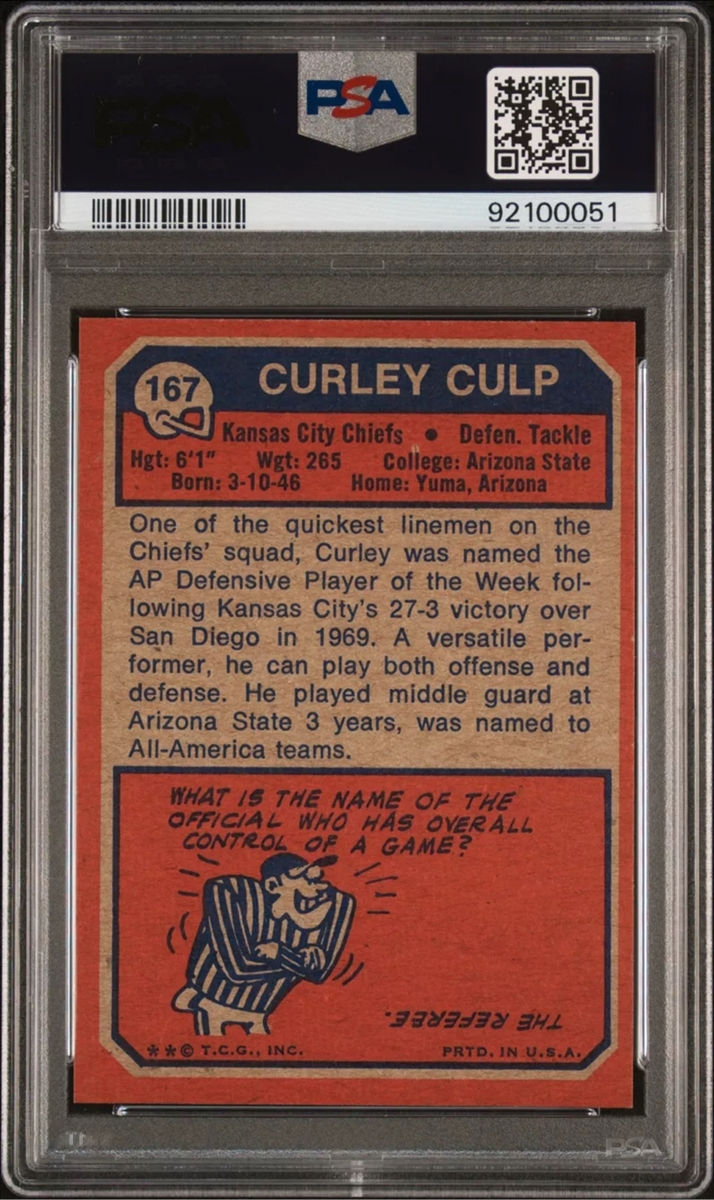 PSA
PSA
92100051
167
CURLEY CULP
Kansas City Chiefs • Defen. Tackle
Hgt: 6'1" Wgt: 265 College: Arizona State
Born: 3-10-46 Home: Yuma, Arizona
One of the quickest linemen on the
Chiefs' squad, Curley was named the
AP Defensive Player of the Week fol-
lowing Kansas City's 27-3 victory over
San Diego in 1969. A versatile per-
former, he can play both offense and
defense. He played middle guard at
Arizona State 3 years, was named to
All-America teams.
WHAT IS THE NAME OF THE
OFFICIAL WHO HAS OVERALL
CONTROL OF A GAME?
THE REFEREE.
**© T.C.G., INC. PRTD. IN U.S.A.
PSA